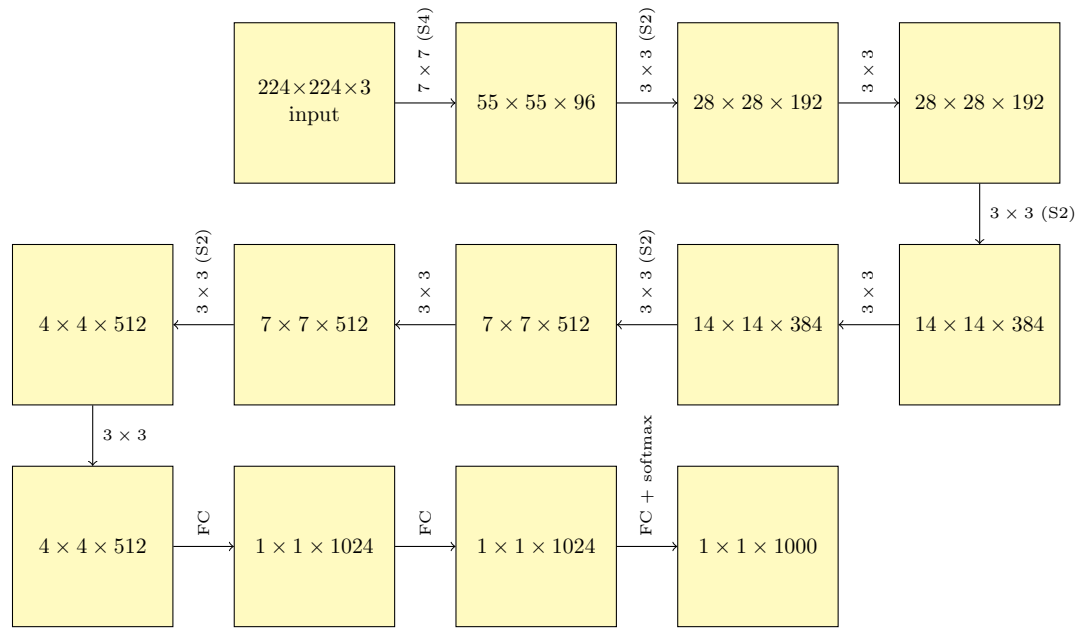 224×224×3
input
7 × 7 (S4)
55 × 55 × 96
3 × 3 (S2)
28 × 28 × 192
3 × 3
28 × 28 × 192
3 × 3 (S2)
14 × 14 × 384
3 × 3
14 × 14 × 384
3 × 3 (S2)
7 × 7 × 512
3 × 3
7 × 7 × 512
3 × 3 (S2)
4 × 4 × 512
3 × 3
4 × 4 × 512
FC
1 × 1 × 1024
FC
1 × 1 × 1024
FC + softmax
1 × 1 × 1000